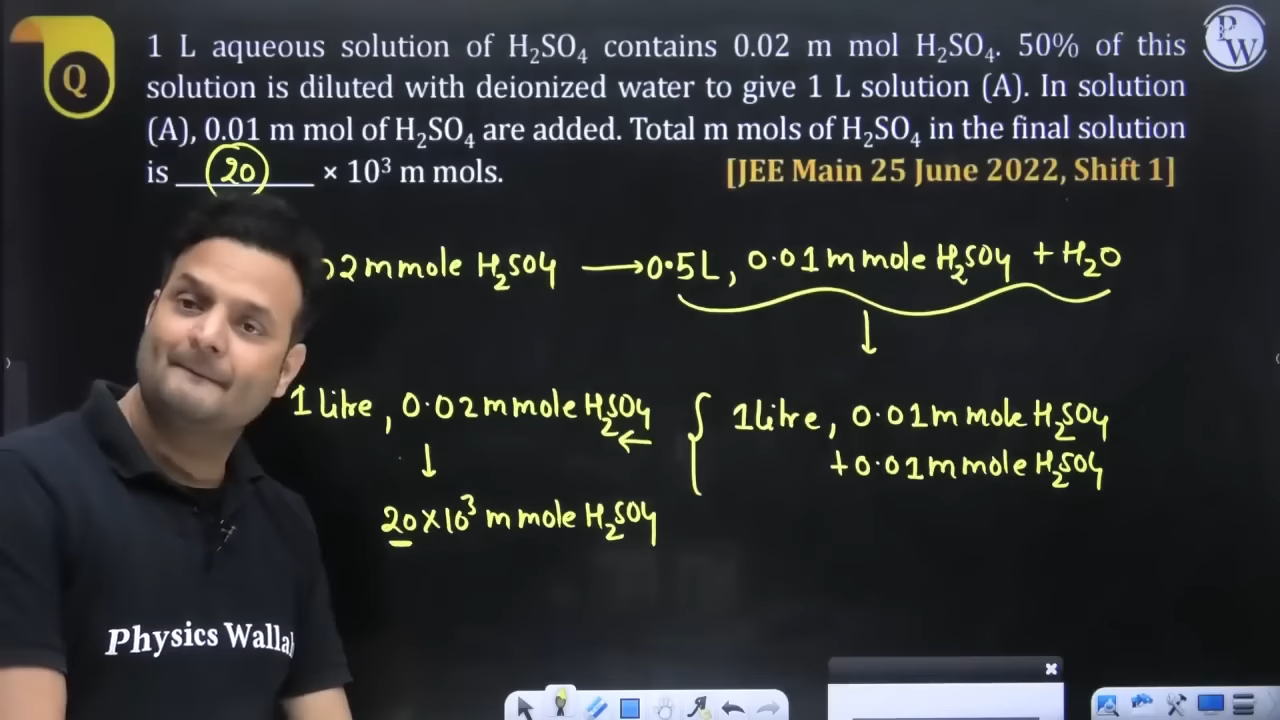 Q
1 L aqueous solution of H₂SO₄ contains 0.02 m mol H₂SO₄. 50% of this
solution is diluted with deionized water to give 1 L solution (A). In solution
(A), 0.01 m mol of H₂SO₄ are added. Total m mols of H₂SO₄ in the final solution
is ___20___ × 10³ m mols.
[JEE Main 25 June 2022, Shift 1]
P
W
2 mmole H₂SO₄ → 0.5L, 0.01 m mole H₂SO₄ + H₂O
↓
1 litre, 0.01 m mole H₂SO₄
+ 0.01 m mole H₂SO₄
1 litre, 0.02 m mole H₂SO₄ ←
↓
20 × 10³ m mole H₂SO₄
Physics Walla